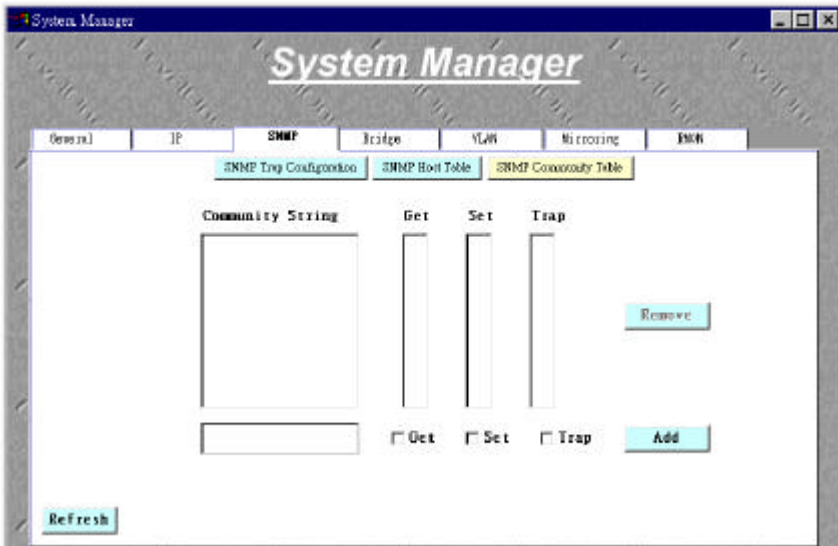 System Manager
System Manager
General IP SNMP Bridge VLAN Mirroring RMON
SNMP Trap Configuration SNMP Host Table SNMP Community Table
Community String Get Set Trap
Remove
Get Set Trap Add
Refresh